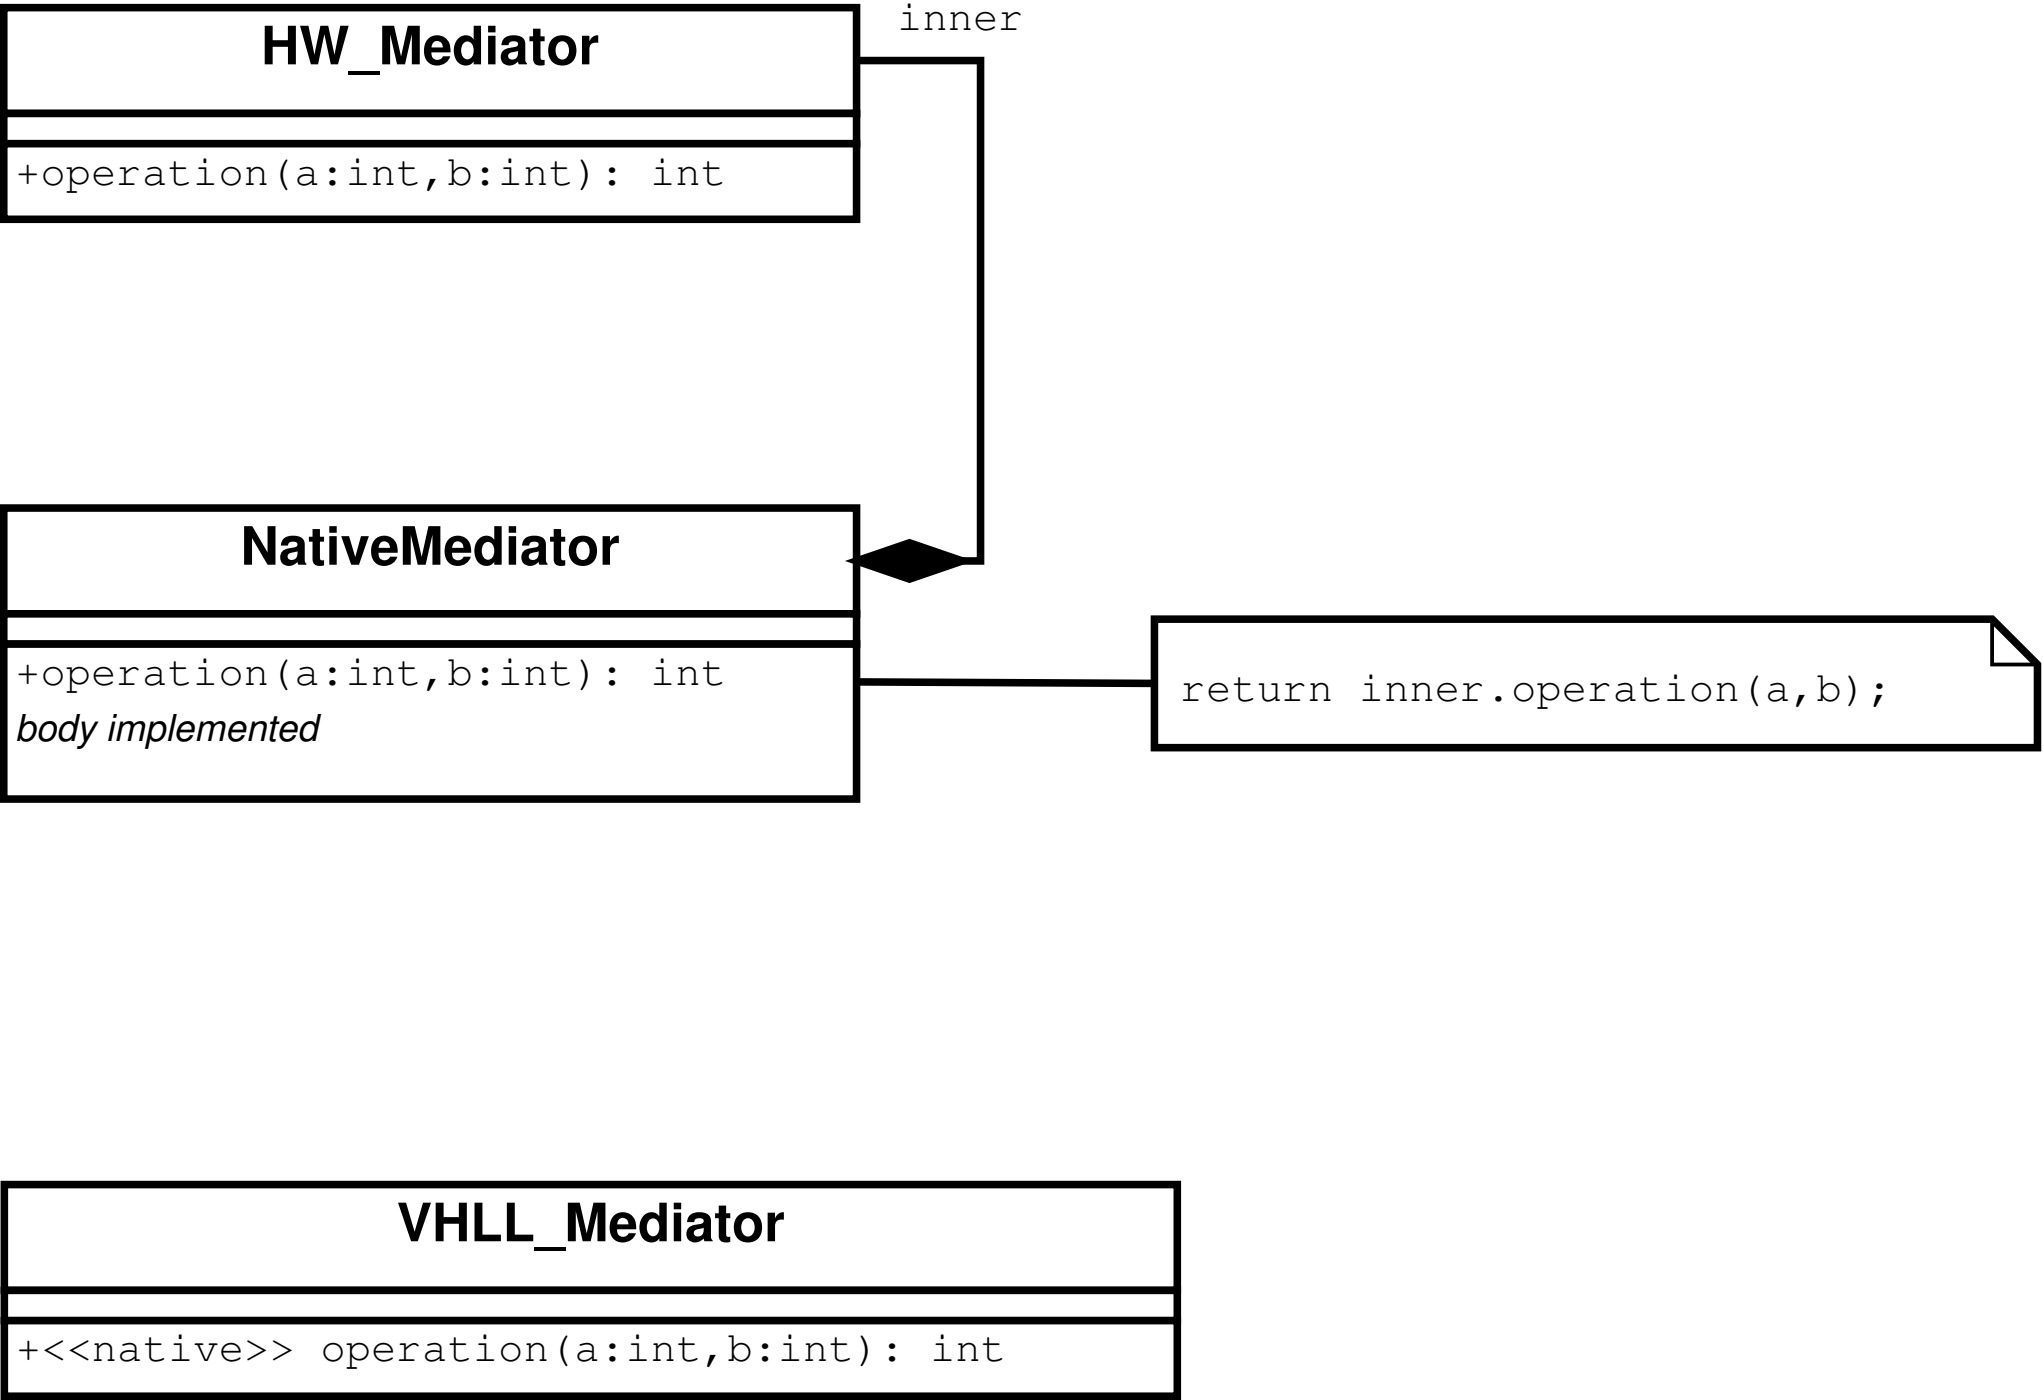 inner
HW_Mediator
+operation(a:int,b:int): int
NativeMediator
+operation(a:int,b:int): int
body implemented
return inner.operation(a,b);
VHLL_Mediator
+<<native>> operation(a:int,b:int): int